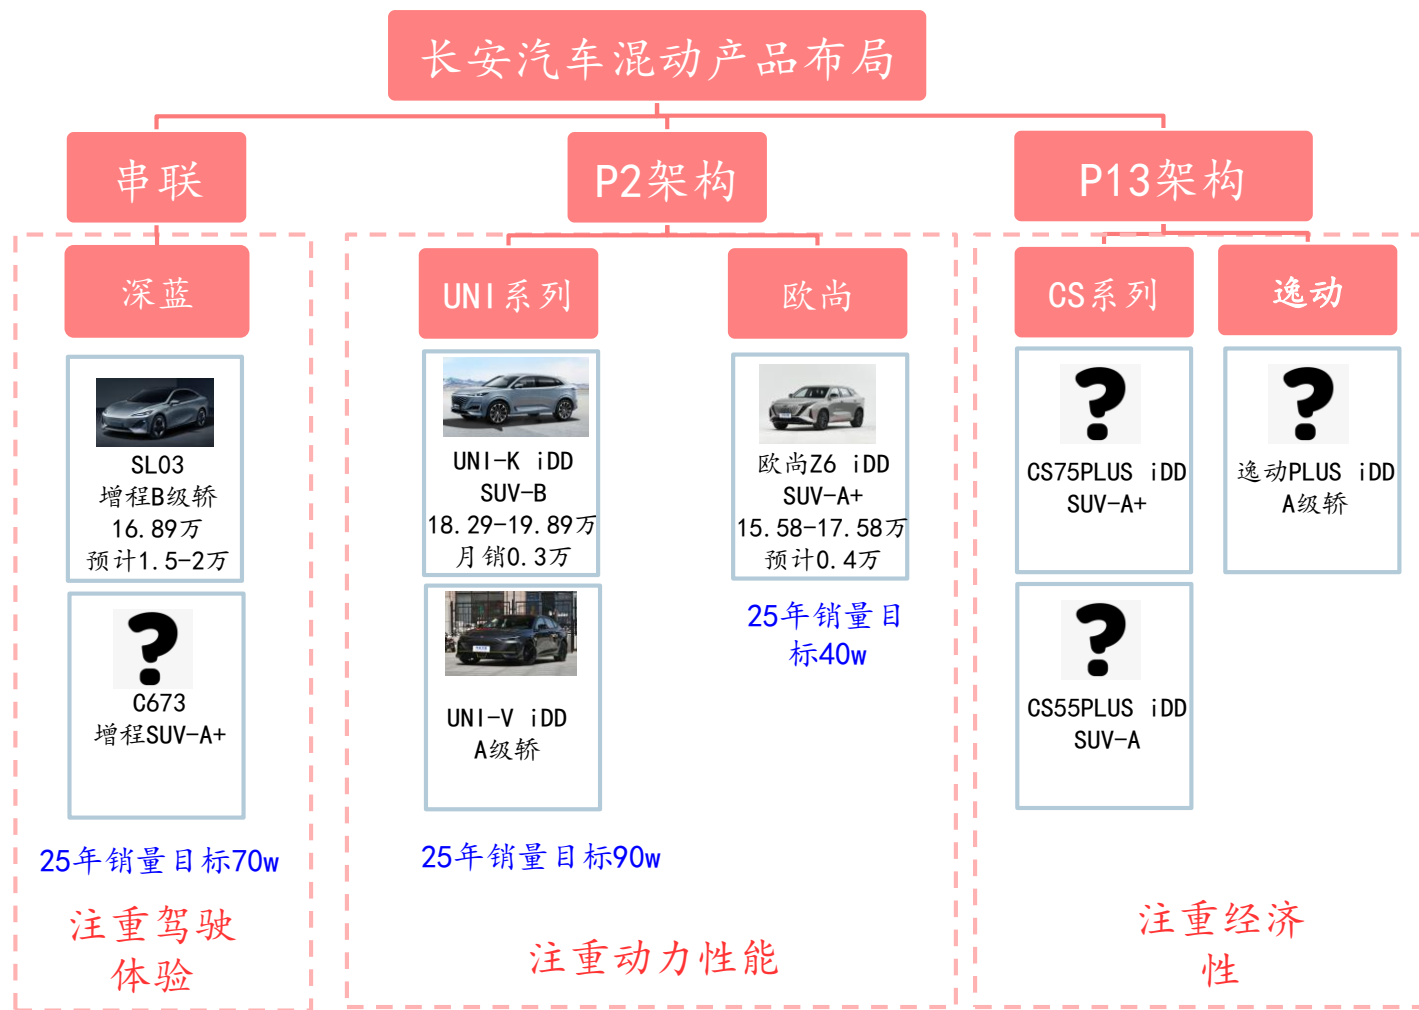 长安汽车混动产品布局
串联
P2架构
P13架构
深蓝
UNI系列
欧尚
CS系列
逸动
SL03
增程B级轿
16.89万
预计1.5-2万
C673
增程SUV-A+
25年销量目标70w
注重驾驶
体验
UNI-K iDD
SUV-B
18.29-19.89万
月销0.3万
UNI-V iDD
A级轿
25年销量目标90w
欧尚Z6 iDD
SUV-A+
15.58-17.58万
预计0.4万
25年销量目
标40w
注重动力性能
?
CS75PLUS iDD
SUV-A+
?
CS55PLUS iDD
SUV-A
?
逸动PLUS iDD
A级轿
注重经济
性